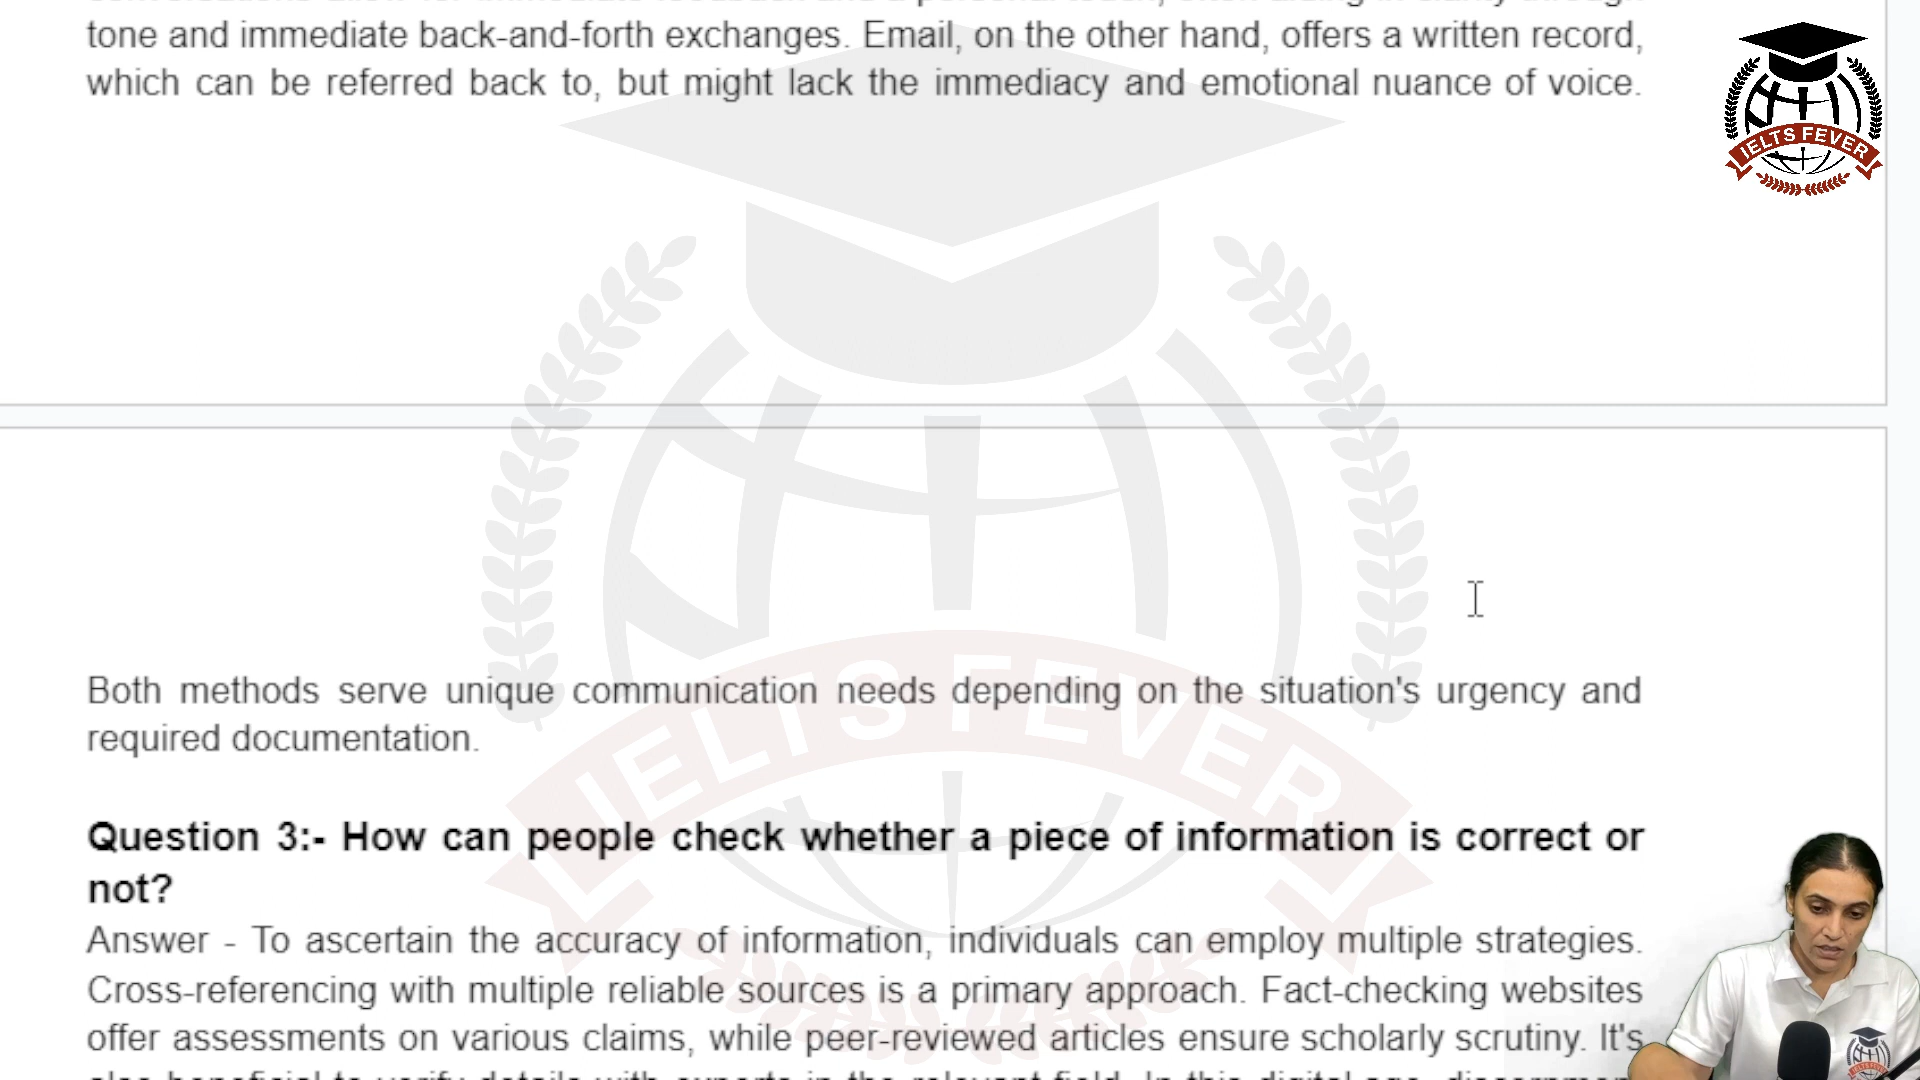 tone and immediate back-and-forth exchanges. Email, on the other hand, offers a written record,
which can be referred back to, but might lack the immediacy and emotional nuance of voice.
IELTS FEVER
IELTS FEVER
Both methods serve unique communication needs depending on the situation's urgency and
required documentation.
Question 3:- How can people check whether a piece of information is correct or
not?
Answer - To ascertain the accuracy of information, individuals can employ multiple strategies.
Cross-referencing with multiple reliable sources is a primary approach. Fact-checking websites
offer assessments on various claims, while peer-reviewed articles ensure scholarly scrutiny. It's